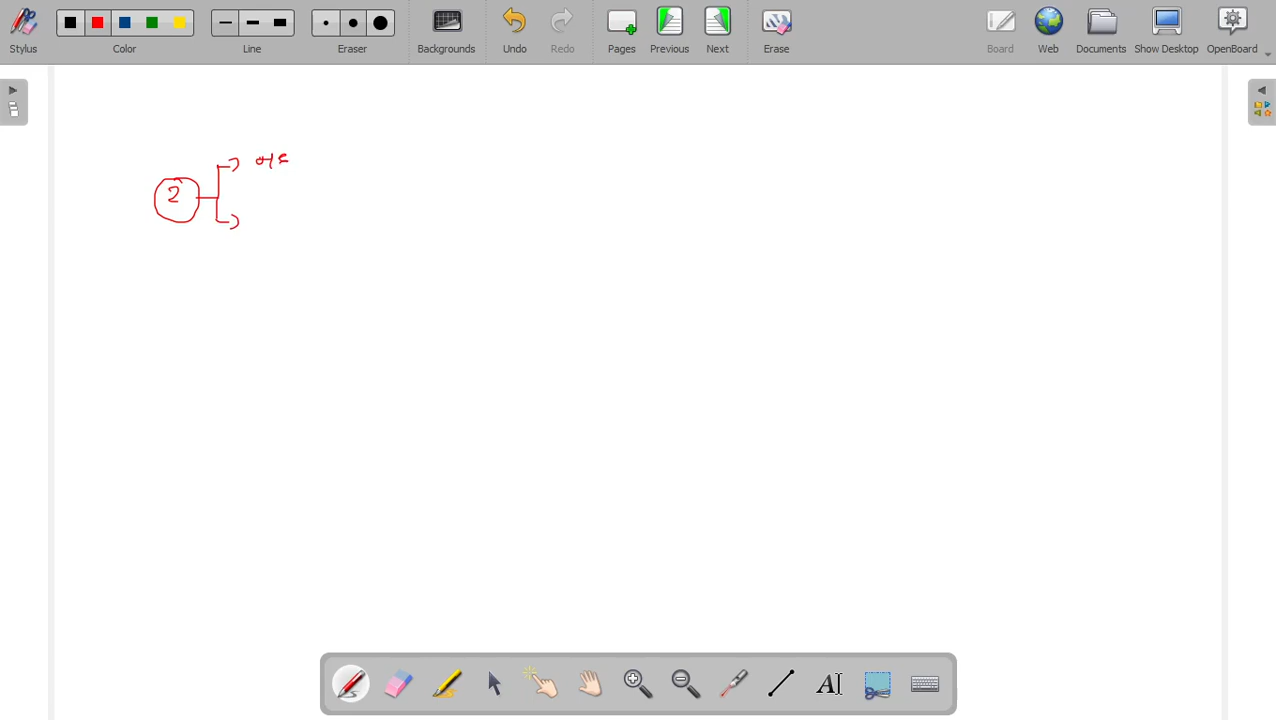 Stylus
Color
Line
Eraser
Backgrounds
Undo
Redo
Pages
Previous
Next
Erase
Board
Web
Documents
Show Desktop
OpenBoard
2
A